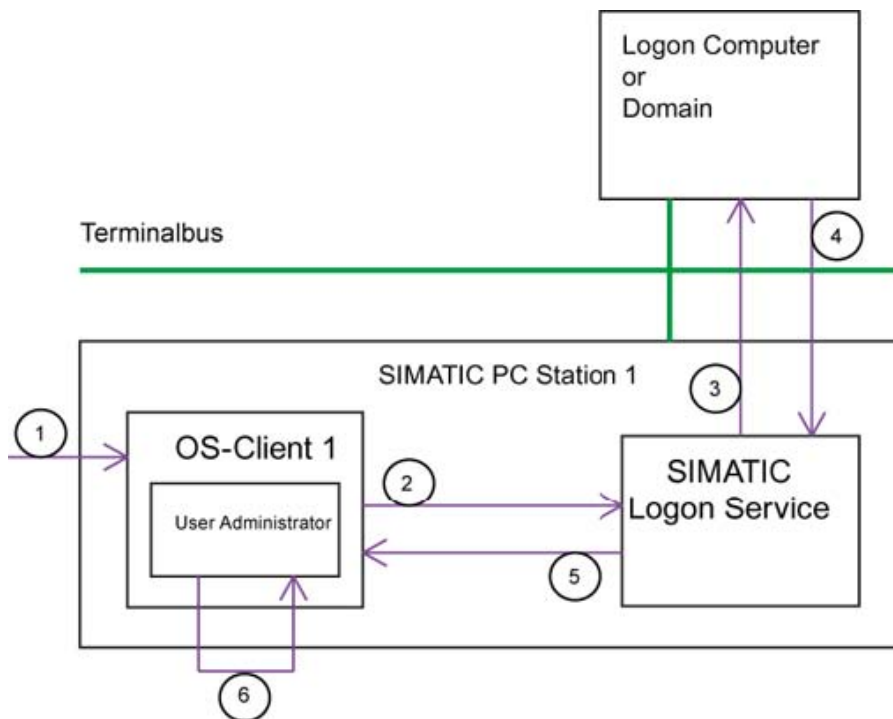 Logon Computer
or
Domain
Terminalbus
4
SIMATIC PC Station 1
3
1
OS-Client 1
2
SIMATIC
Logon Service
User Administrator
5
6